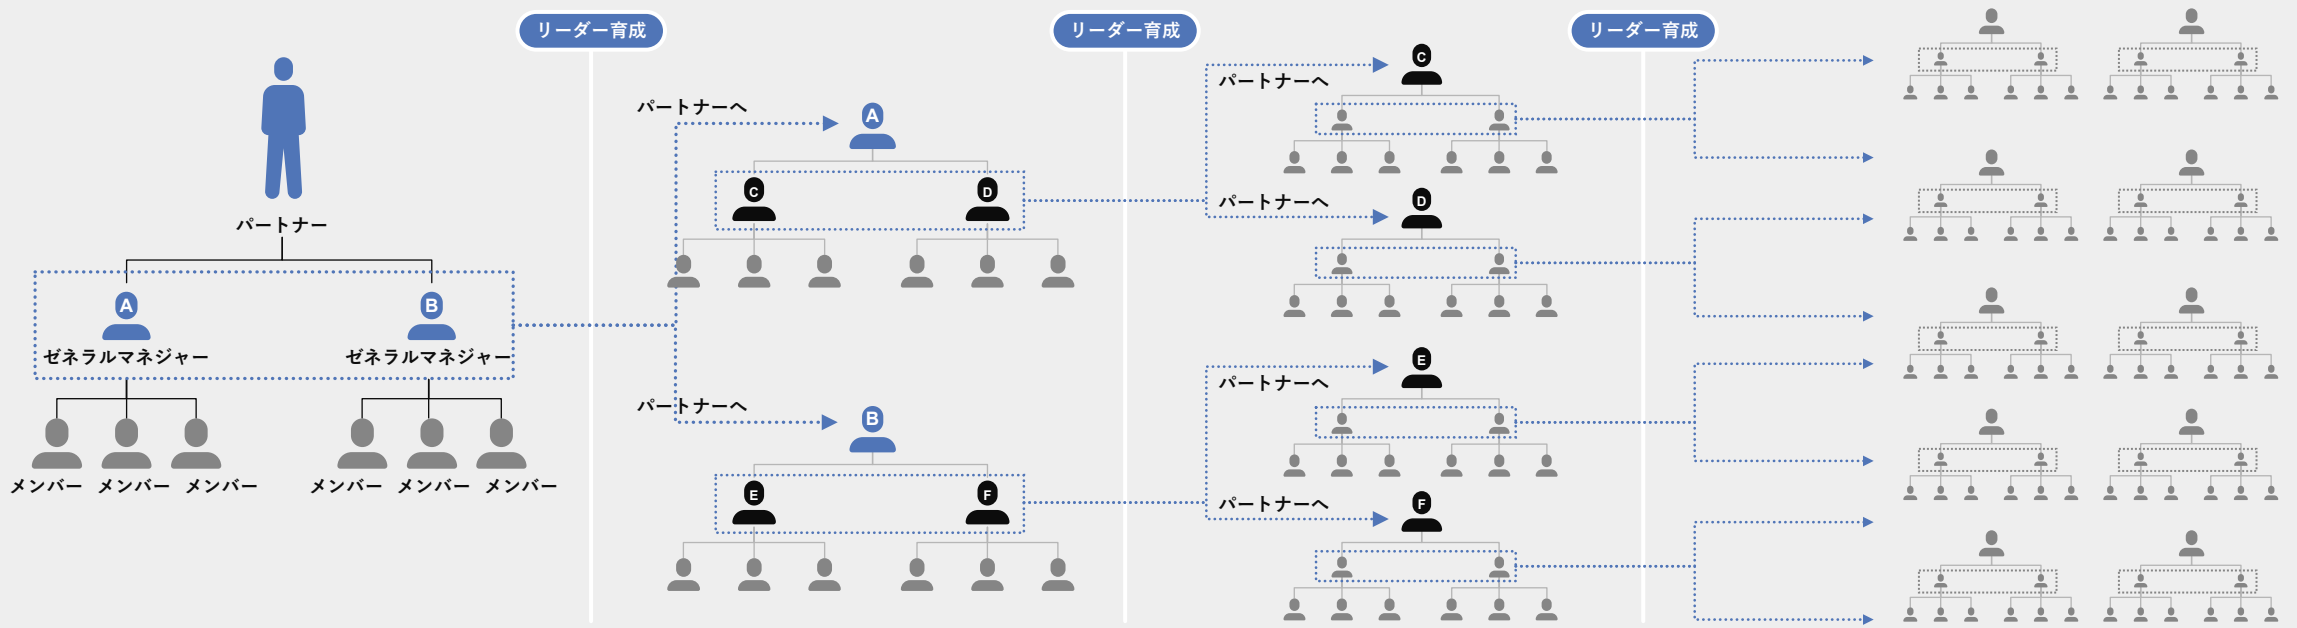 リーダー育成
リーダー育成
リーダー育成
パートナー
A
B
ゼネラルマネジャー
ゼネラルマネジャー
メンバー メンバー メンバー
メンバー メンバー メンバー
パートナーへ
A
C
D
パートナーへ
B
E
F
パートナーへ
C
パートナーへ
D
パートナーへ
E
パートナーへ
F